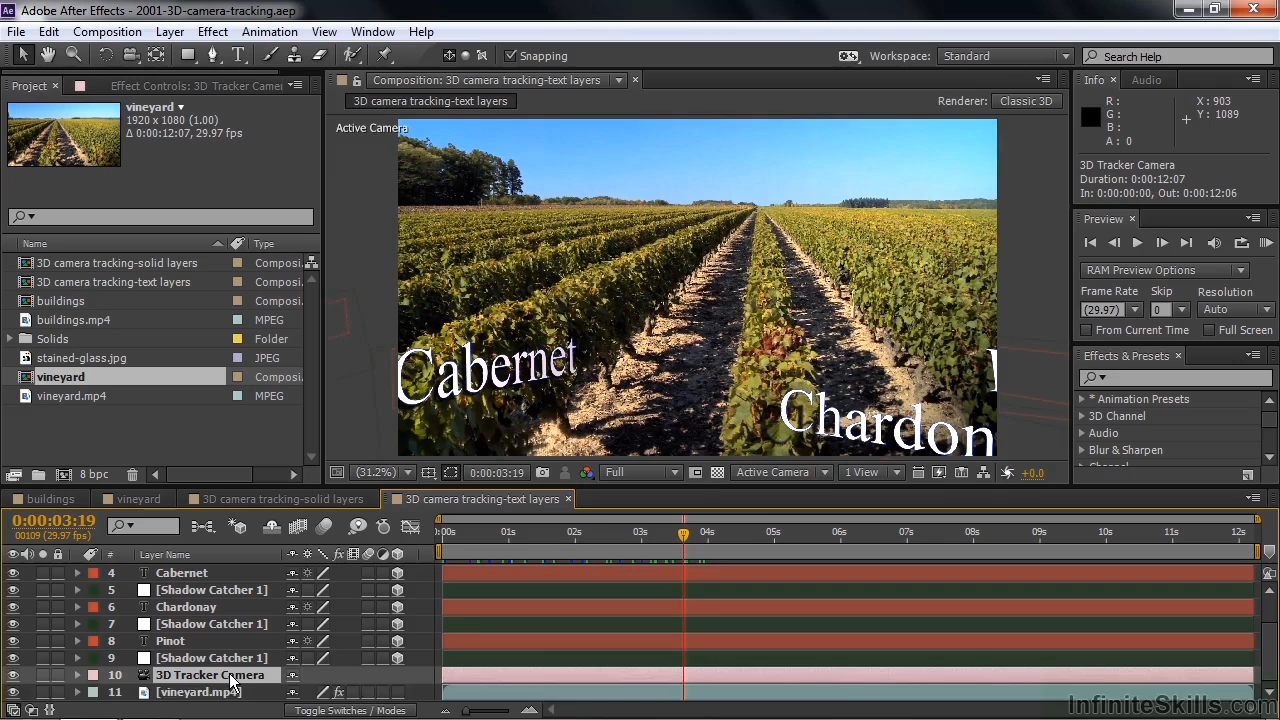 Ae Adobe After Effects - 2001-3D-camera-tracking.aep
File Edit Composition Layer Effect Animation View Window Help
Snapping Workspace: Standard Search Help
Project × Effect Controls: 3D Tracker Camer
vineyard
1920 x 1080 (1.00)
Δ 0:00:12:07, 29.97 fps
Name Type
3D camera tracking-solid layers Composi
3D camera tracking-text layers Composi
buildings Composi
buildings.mp4 MPEG
Solids Folder
stained-glass.jpg JPEG
vineyard Composi
vineyard.mp4 MPEG
8 bpc
Composition: 3D camera tracking-text layers
3D camera tracking-text layers
Renderer: Classic 3D
Active Camera
Cabernet
Chardon
(31.2%) 0:00:03:19 Full Active Camera 1 View +0.0
Info × Audio
R : X : 903
G : Y : 1089
B :
A : 0
3D Tracker Camera
Duration: 0:00:12:07
In: 0:00:00:00, Out: 0:00:12:06
Preview ×
RAM Preview Options
Frame Rate Skip Resolution
(29.97) 0 Auto
From Current Time Full Screen
Effects & Presets ×
* Animation Presets
3D Channel
Audio
Blur & Sharpen
Channel
buildings vineyard 3D camera tracking-solid layers 3D camera tracking-text layers ×
0:00:03:19
00109 (29.97 fps)
0:00s 01s 02s 03s 04s 05s 06s 07s 08s 09s 10s 11s 12s
# Layer Name fx
4 T Cabernet
5 [Shadow Catcher 1]
6 T Chardonay
7 [Shadow Catcher 1]
8 T Pinot
9 [Shadow Catcher 1]
10 3D Tracker Camera
11 [vineyard.mp4] fx
Toggle Switches / Modes
InfiniteSkills.com